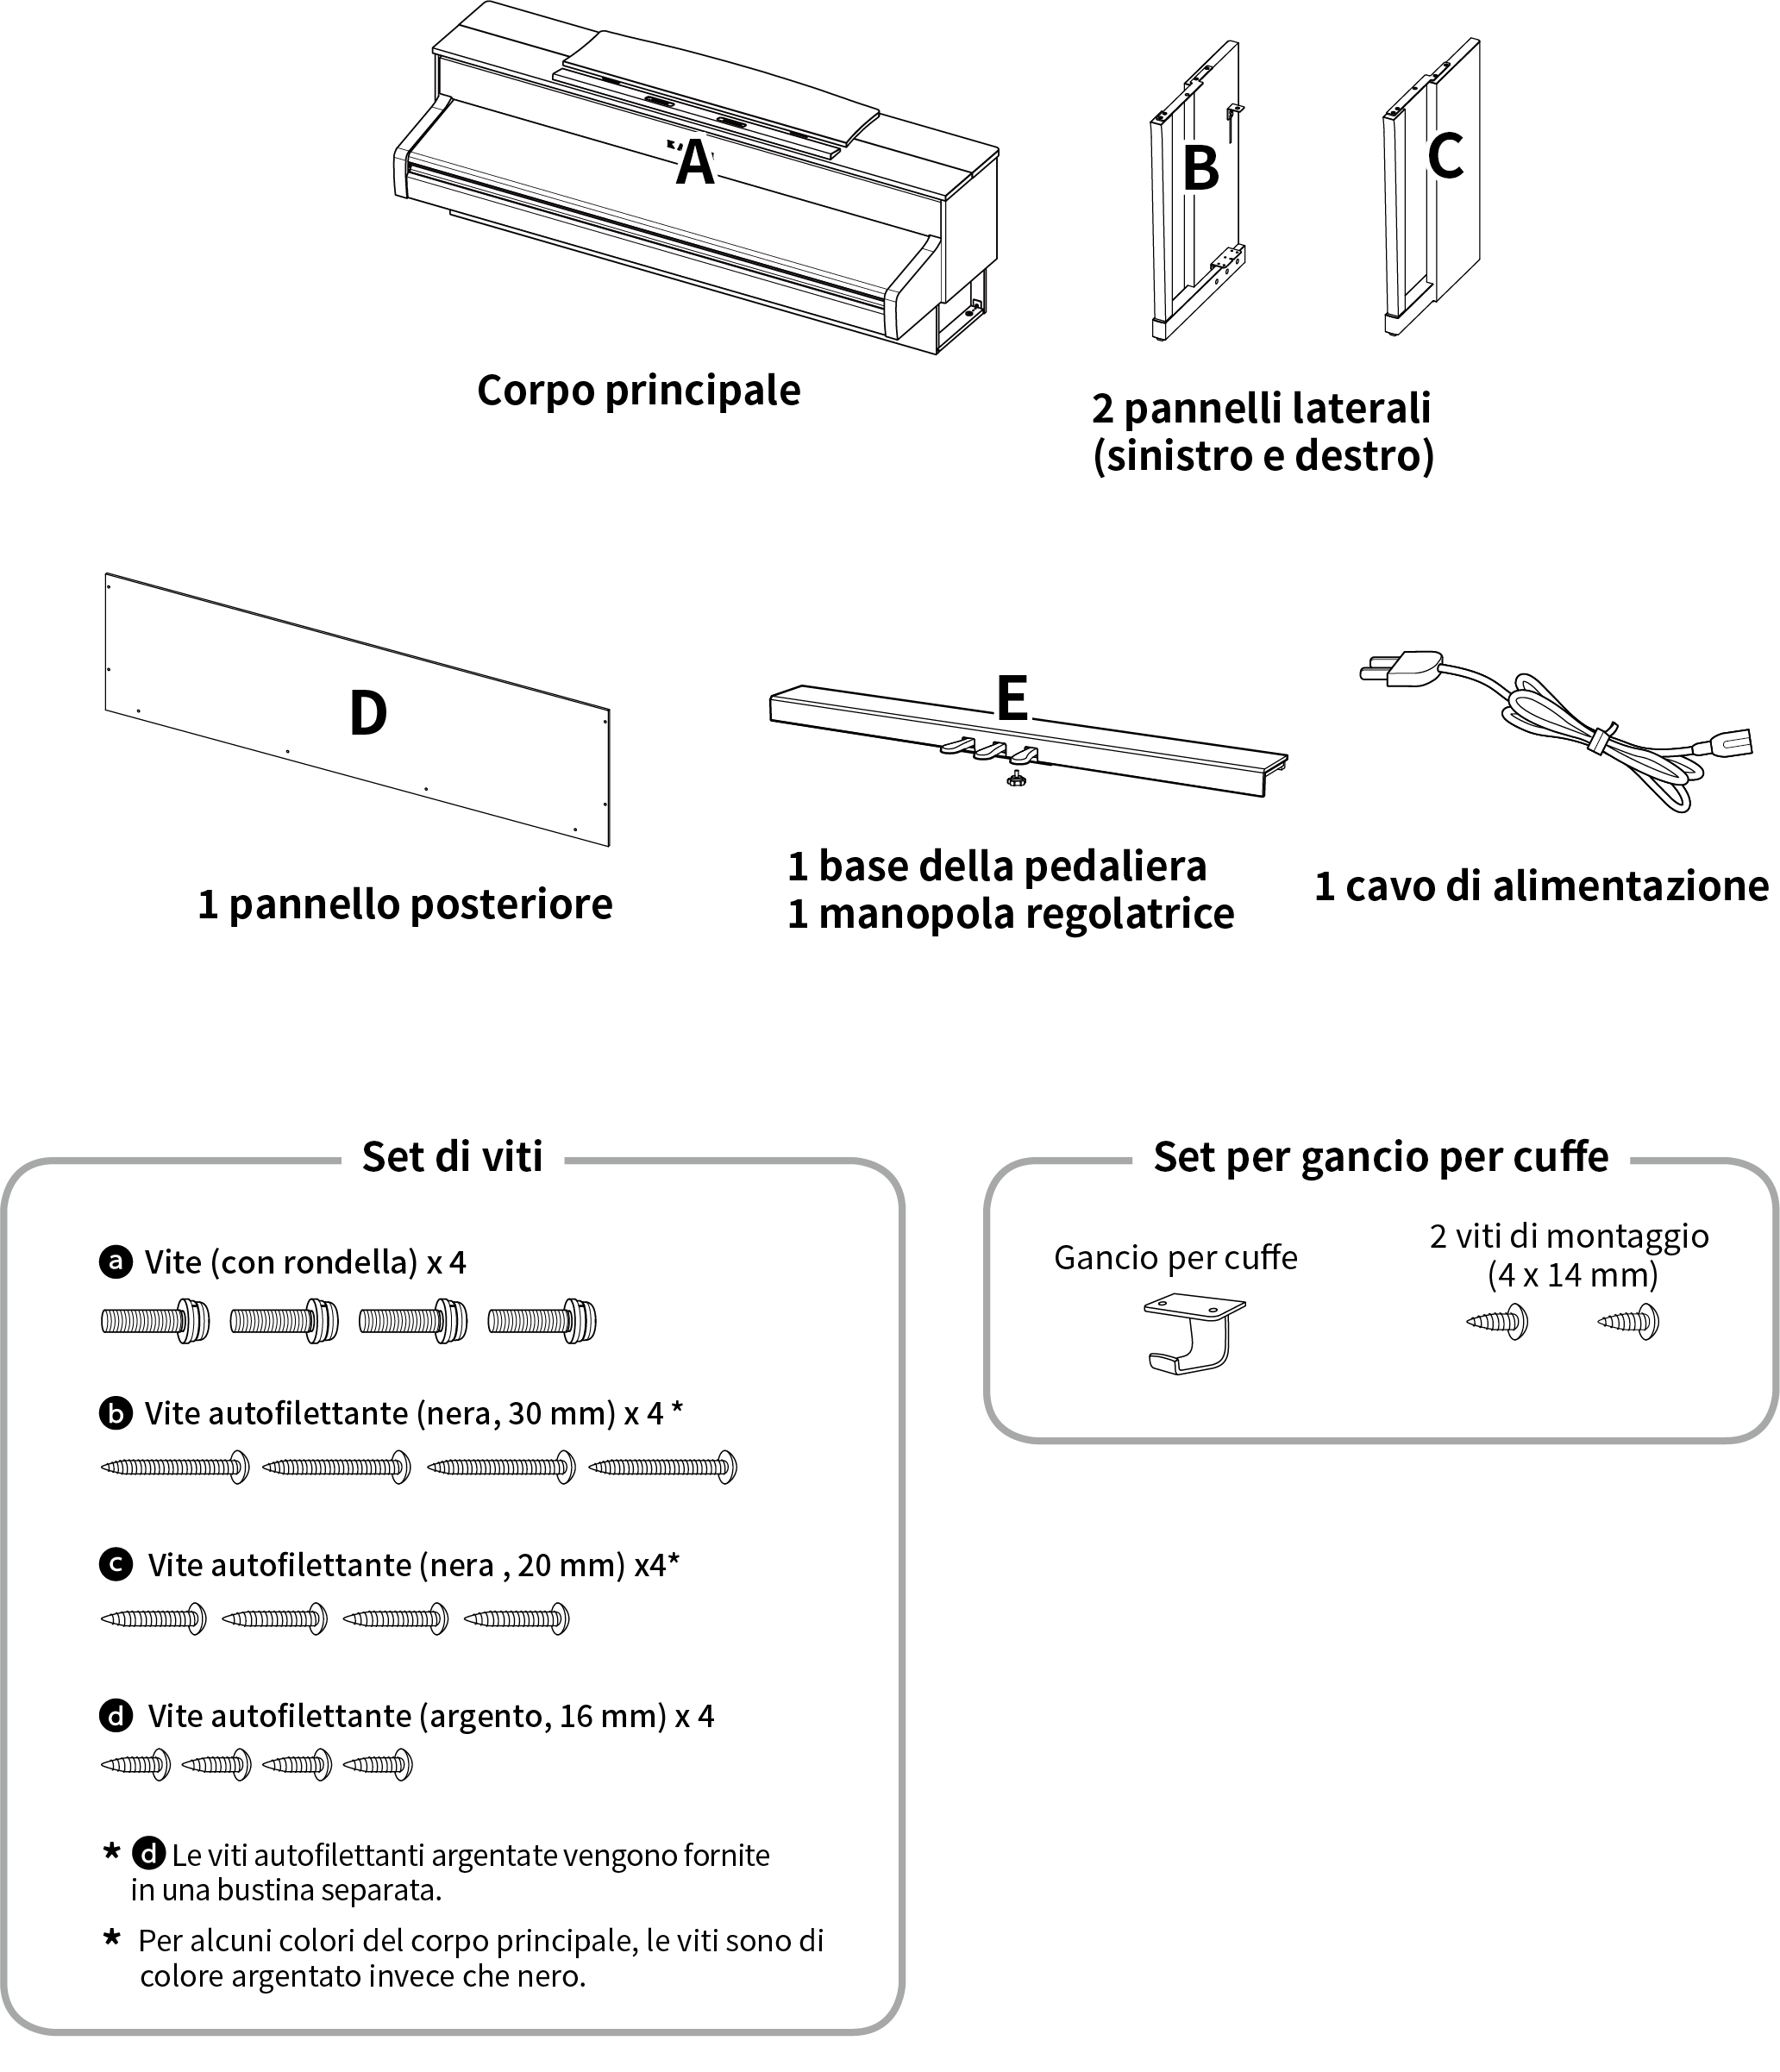 A
B
C
Corpo principale
2 pannelli laterali
(sinistro e destro)
D
E
1 pannello posteriore
1 base della pedaliera
1 manopola regolatrice
1 cavo di alimentazione
Set di viti
a Vite (con rondella) x 4
b Vite autofilettante (nera, 30 mm) x 4 *
c Vite autofilettante (nera , 20 mm) x4*
d Vite autofilettante (argento, 16 mm) x 4
* d Le viti autofilettanti argentate vengono fornite
in una bustina separata.
* Per alcuni colori del corpo principale, le viti sono di
colore argentato invece che nero.
Set per gancio per cuffe
Gancio per cuffe
2 viti di montaggio
(4 x 14 mm)